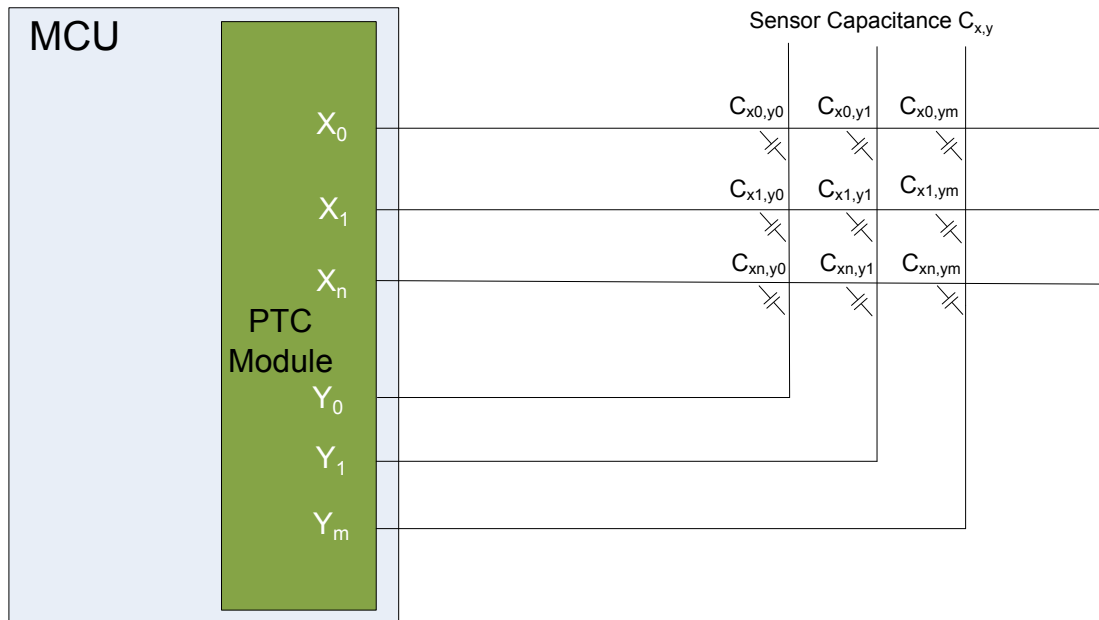 MCU
Sensor Capacitance Cx,y
X0
Cx0,y0 Cx0,y1 Cx0,ym
X1
Cx1,y0 Cx1,y1 Cx1,ym
Xn
Cxn,y0 Cxn,y1 Cxn,ym
PTC
Module
Y0
Y1
Ym